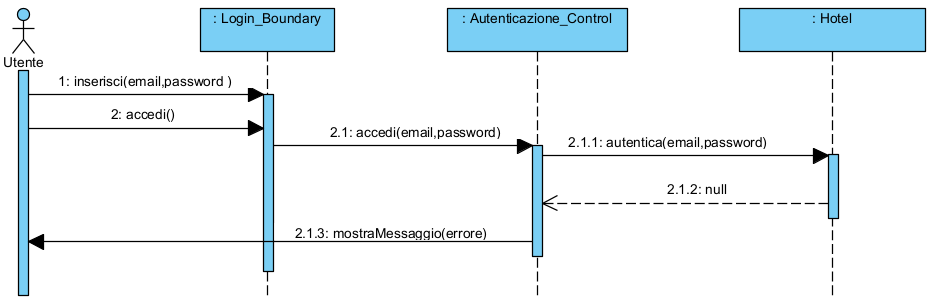 : Login_Boundary
: Autenticazione_Control
: Hotel
Utente
1: inserisci(email,password )
2: accedi()
2.1: accedi(email,password)
2.1.1: autentica(email,password)
2.1.2: null
2.1.3: mostraMessaggio(errore)